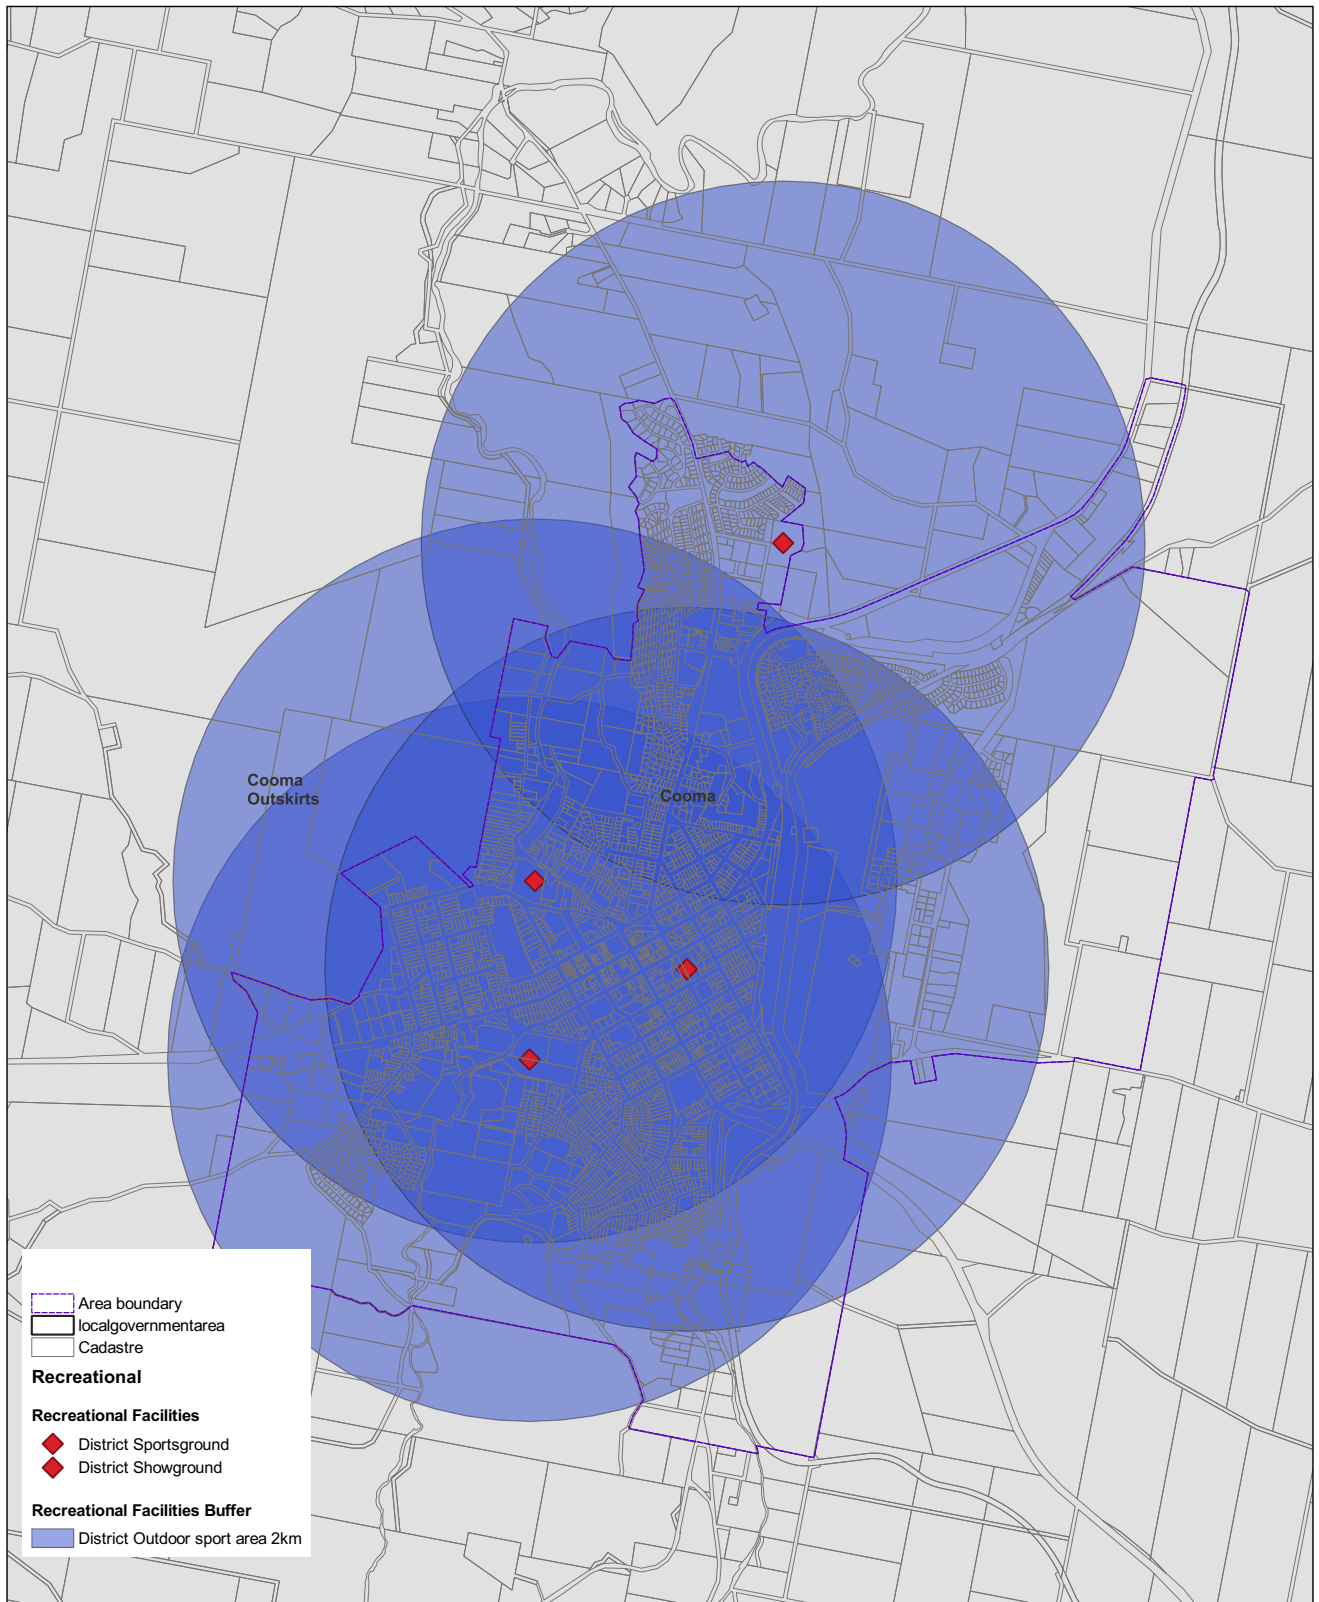 Cooma
Outskirts
Cooma
Area boundary
localgovernmentarea
Cadastre
Recreational
Recreational Facilities
District Sportsground
District Showground
Recreational Facilities Buffer
District Outdoor sport area 2km